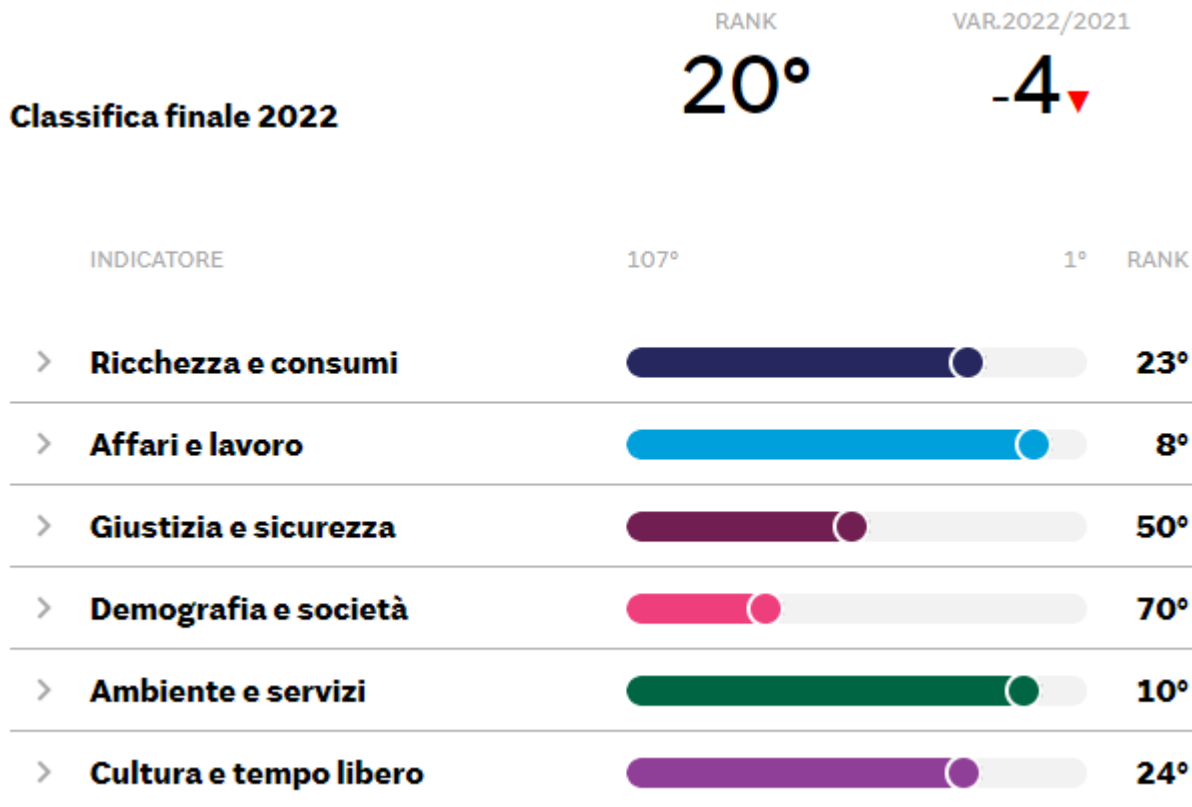 RANK VAR.2022/2021
Classifica finale 2022 20° -4
INDICATORE 107° 1° RANK
Ricchezza e consumi 23°
Affari e lavoro 8°
Giustizia e sicurezza 50°
Demografia e società 70°
Ambiente e servizi 10°
Cultura e tempo libero 24°